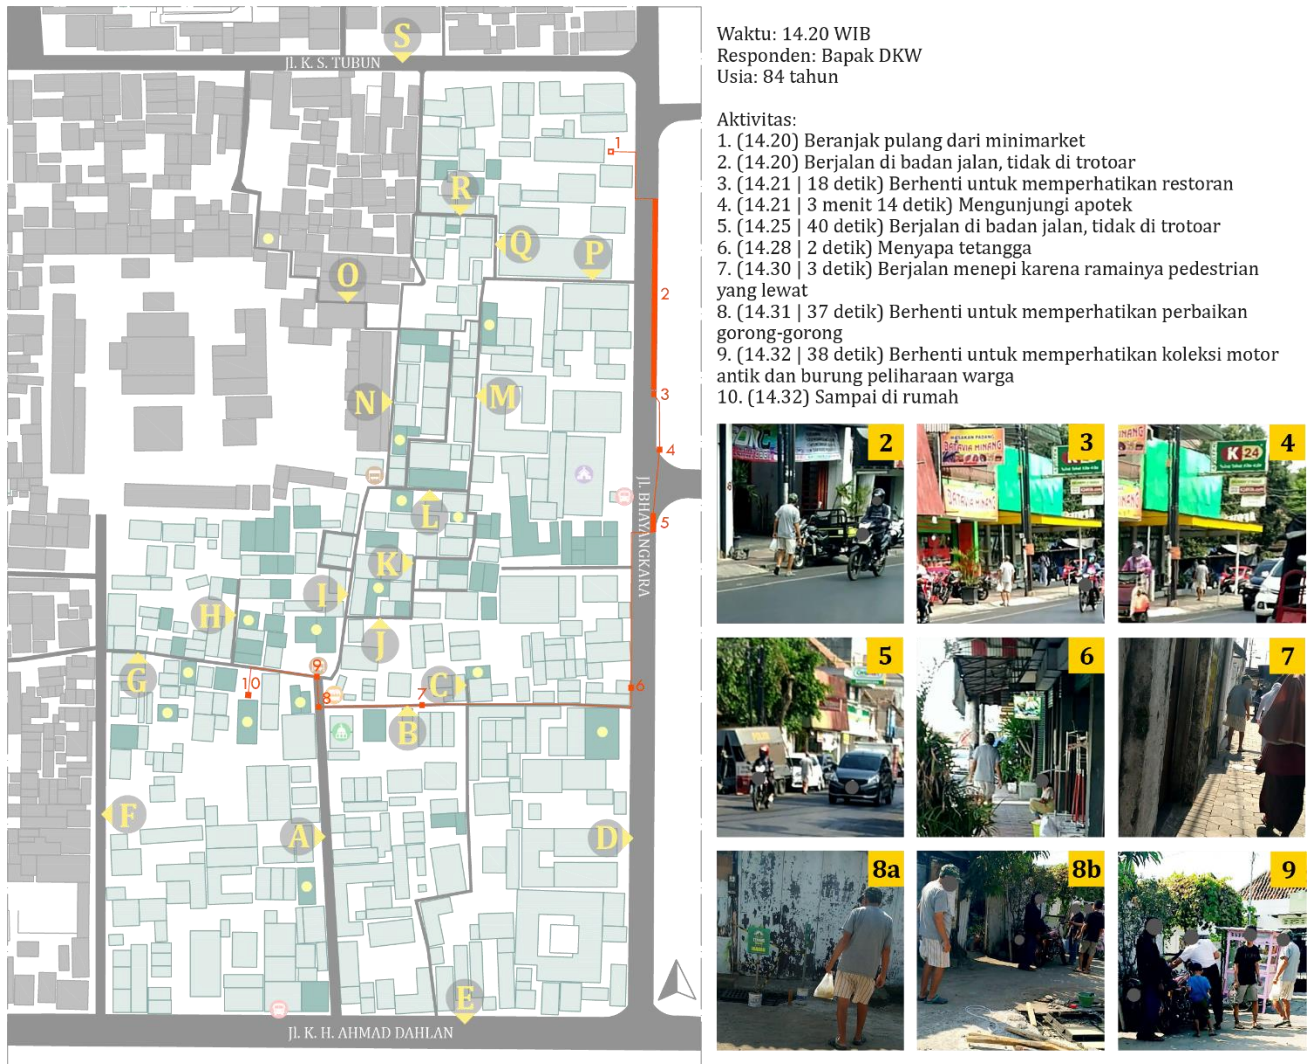 S
Jl. K. S. TUBUN
1
R
Q
P
O
2
N
M
3
4
L
5
Jl. BHAYANGKARA
K
I
H
J
G
9
10
C
6
8
7
B
F
A
D
E
Jl. K. H. AHMAD DAHLAN
Waktu: 14.20 WIB
Responden: Bapak DKW
Usia: 84 tahun
Aktivitas:
1. (14.20) Beranjak pulang dari minimarket
2. (14.20) Berjalan di badan jalan, tidak di trotoar
3. (14.21 | 18 detik) Berhenti untuk memperhatikan restoran
4. (14.21 | 3 menit 14 detik) Mengunjungi apotek
5. (14.25 | 40 detik) Berjalan di badan jalan, tidak di trotoar
6. (14.28 | 2 detik) Menyapa tetangga
7. (14.30 | 3 detik) Berjalan menepi karena ramainya pedestrian
yang lewat
8. (14.31 | 37 detik) Berhenti untuk memperhatikan perbaikan
gorong-gorong
9. (14.32 | 38 detik) Berhenti untuk memperhatikan koleksi motor
antik dan burung peliharaan warga
10. (14.32) Sampai di rumah
2
3
MASAKAN PADANG
BATAVIA MINANG
4
MINANG
K 24
5
6
7
8a
8b
9